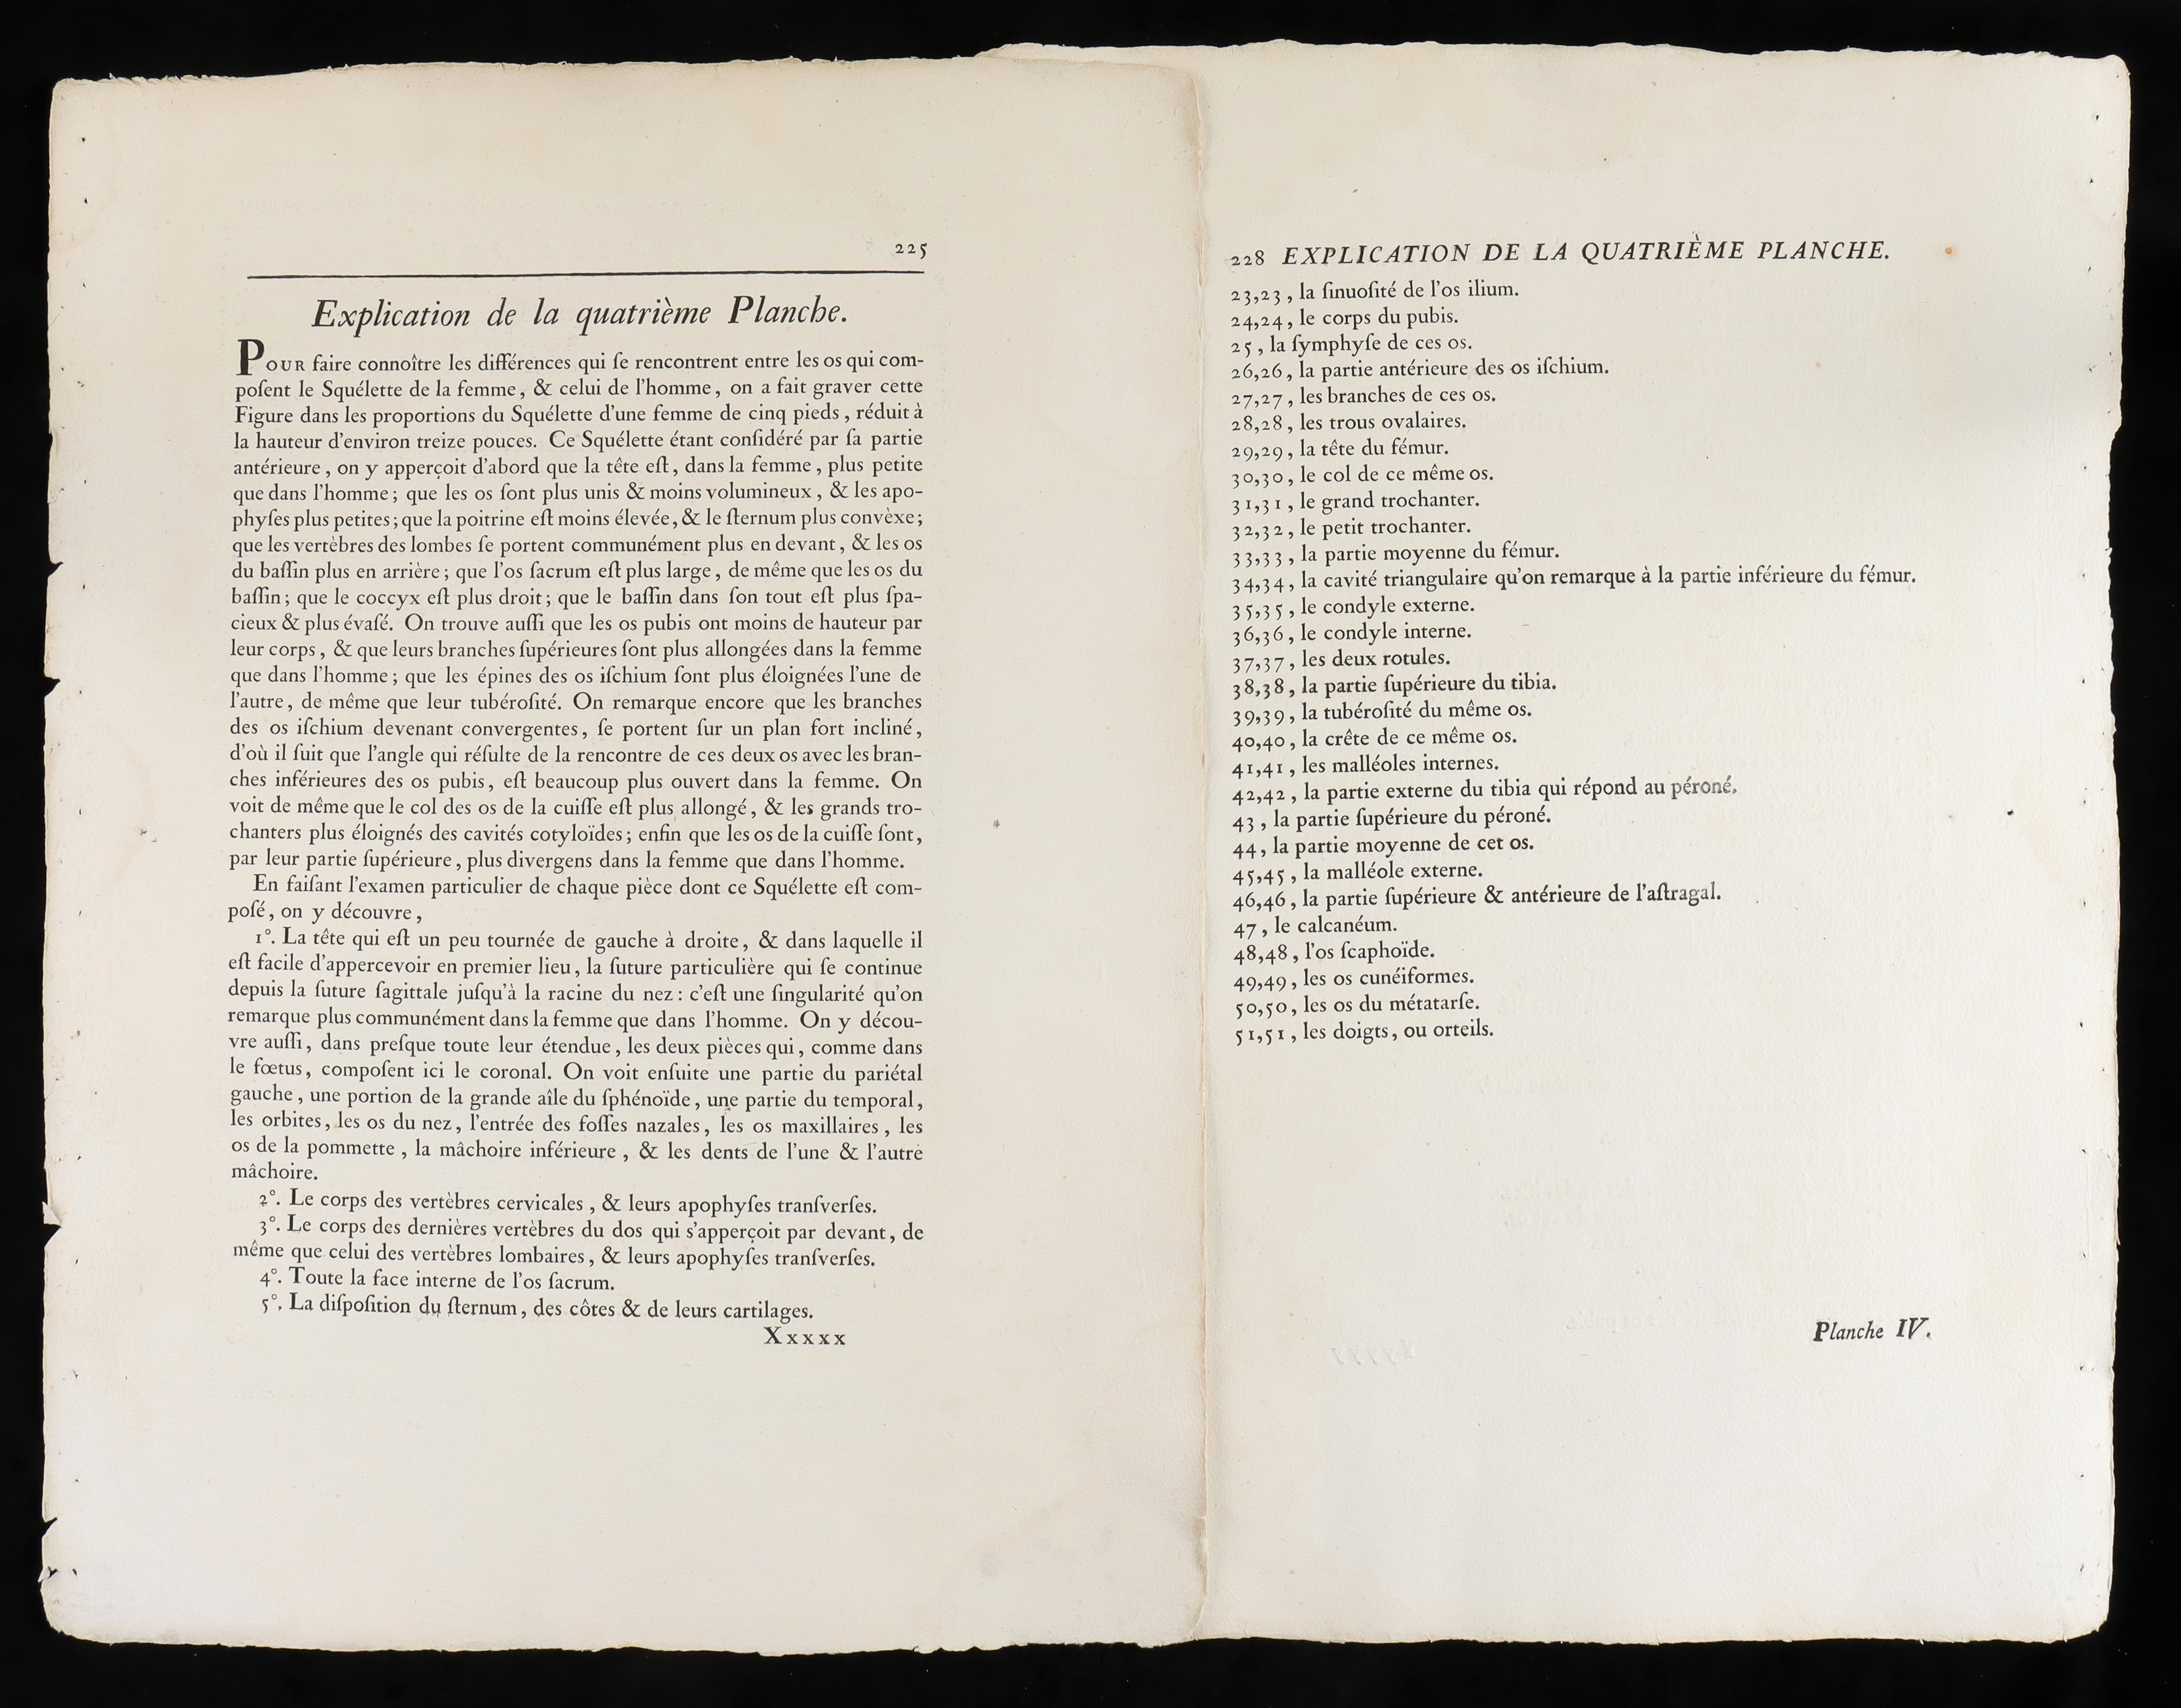 225
Explication de la quatrième Planche.
POUR faire connoître les différences qui ſe rencontrent entre les os qui com-
poſent le Squélette de la femme, & celui de l'homme, on a fait graver cette
Figure dans les proportions du Squélette d'une femme de cinq pieds, réduit à
la hauteur d'environ treize pouces. Ce Squélette étant conſidéré par ſa partie
antérieure, on y apperçoit d'abord que la tête eſt, dans la femme, plus petite
que dans l'homme; que les os ſont plus unis & moins volumineux, & les apo-
phyſes plus petites; que la poitrine eſt moins élevée, & le ſternum plus convèxe;
que les vertèbres des lombes ſe portent communément plus en devant, & les os
du baſſin plus en arrière; que l'os ſacrum eſt plus large, de même que les os du
baſſin; que le coccyx eſt plus droit; que le baſſin dans ſon tout eſt plus ſpa-
cieux & plus évaſé. On trouve auſſi que les os pubis ont moins de hauteur par
leur corps, & que leurs branches ſupérieures ſont plus allongées dans la femme
que dans l'homme; que les épines des os iſchium ſont plus éloignées l'une de
l'autre, de même que leur tubéroſité. On remarque encore que les branches
des os iſchium devenant convergentes, ſe portent ſur un plan fort incliné,
d'où il ſuit que l'angle qui réſulte de la rencontre de ces deux os avec les bran-
ches inférieures des os pubis, eſt beaucoup plus ouvert dans la femme. On
voit de même que le col des os de la cuiſſe eſt plus allongé, & les grands tro-
chanters plus éloignés des cavités cotyloïdes; enfin que les os de la cuiſſe ſont,
par leur partie ſupérieure, plus divergens dans la femme que dans l'homme.
En faiſant l'examen particulier de chaque pièce dont ce Squélette eſt com-
poſé, on y découvre,
1°. La tête qui eſt un peu tournée de gauche à droite, & dans laquelle il
eſt facile d'appercevoir en premier lieu, la ſuture particulière qui ſe continue
depuis la ſuture ſagittale juſqu'à la racine du nez: c'eſt une ſingularité qu'on
remarque plus communément dans la femme que dans l'homme. On y décou-
vre auſſi, dans preſque toute leur étendue, les deux pièces qui, comme dans
le fœtus, compoſent ici le coronal. On voit enſuite une partie du pariétal
gauche, une portion de la grande aîle du ſphénoïde, une partie du temporal,
les orbites, les os du nez, l'entrée des foſſes nazales, les os maxillaires, les
os de la pommette, la mâchoire inférieure, & les dents de l'une & l'autre
mâchoire.
2°. Le corps des vertèbres cervicales, & leurs apophyſes tranſverſes.
3°. Le corps des dernières vertèbres du dos qui s'apperçoit par devant, de
même que celui des vertèbres lombaires, & leurs apophyſes tranſverſes.
4°. Toute la face interne de l'os ſacrum.
5°. La diſpoſition du ſternum, des côtes & de leurs cartilages.
Xxxxx
228 EXPLICATION DE LA QUATRIÈME PLANCHE.
23,23, la ſinuoſité de l'os ilium.
24,24, le corps du pubis.
25, la ſymphyſe de ces os.
26,26, la partie antérieure des os iſchium.
27,27, les branches de ces os.
28,28, les trous ovalaires.
29,29, la tête du fémur.
30,30, le col de ce même os.
31,31, le grand trochanter.
32,32, le petit trochanter.
33,33, la partie moyenne du fémur.
34,34, la cavité triangulaire qu'on remarque à la partie inférieure du fémur.
35,35, le condyle externe.
36,36, le condyle interne.
37,37, les deux rotules.
38,38, la partie ſupérieure du tibia.
39,39, la tubéroſité du même os.
40,40, la crête de ce même os.
41,41, les malléoles internes.
42,42, la partie externe du tibia qui répond au péroné.
43, la partie ſupérieure du péroné.
44, la partie moyenne de cet os.
45,45, la malléole externe.
46,46, la partie ſupérieure & antérieure de l'aſtragal.
47, le calcanéum.
48,48, l'os ſcaphoïde.
49,49, les os cunéiformes.
50,50, les os du métatarſe.
51,51, les doigts, ou orteils.
Planche IV.